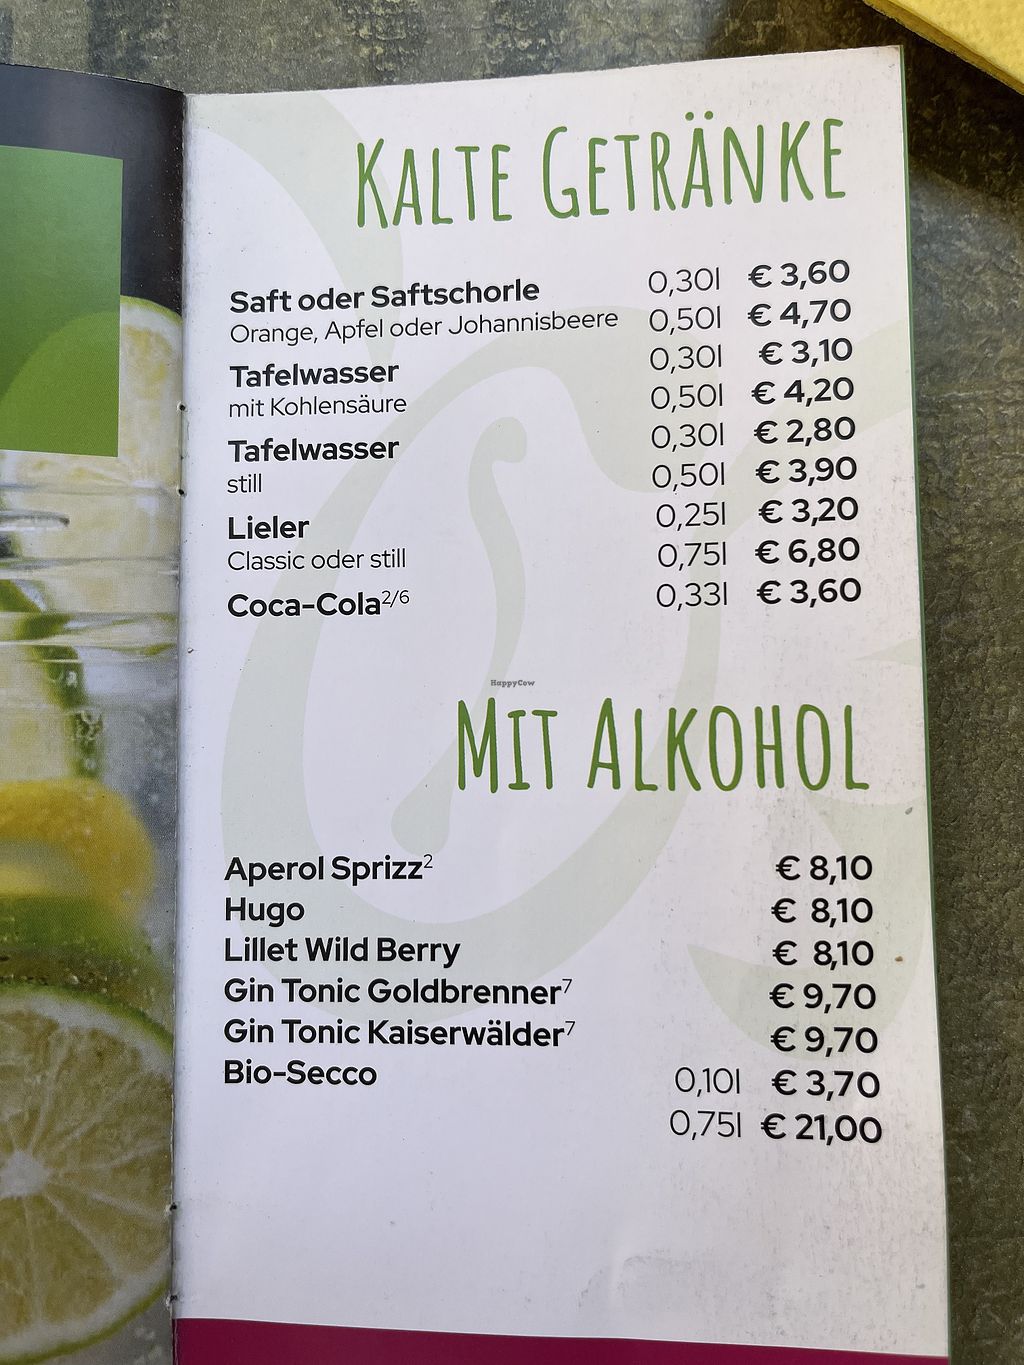 KALTE GETRÄNKE
Saft oder Saftschorle 0,30l € 3,60
Orange, Apfel oder Johannisbeere 0,50l € 4,70
Tafelwasser 0,30l € 3,10
mit Kohlensäure 0,50l € 4,20
Tafelwasser 0,30l € 2,80
still 0,50l € 3,90
Lieler 0,25l € 3,20
Classic oder still 0,75l € 6,80
Coca-Cola2/6 0,33l € 3,60
HappyCow
MIT ALKOHOL
Aperol Sprizz2 € 8,10
Hugo € 8,10
Lillet Wild Berry € 8,10
Gin Tonic Goldbrenner7 € 9,70
Gin Tonic Kaiserwälder7 € 9,70
Bio-Secco 0,10l € 3,70
0,75l € 21,00